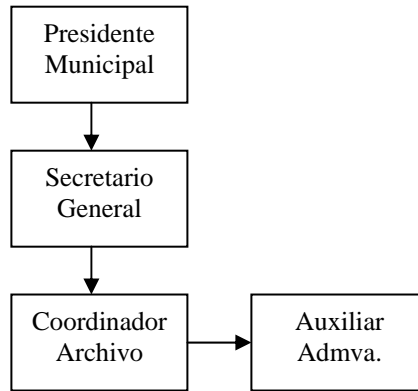 Presidente
Municipal
Secretario
General
Coordinador
Archivo
Auxiliar
Admva.